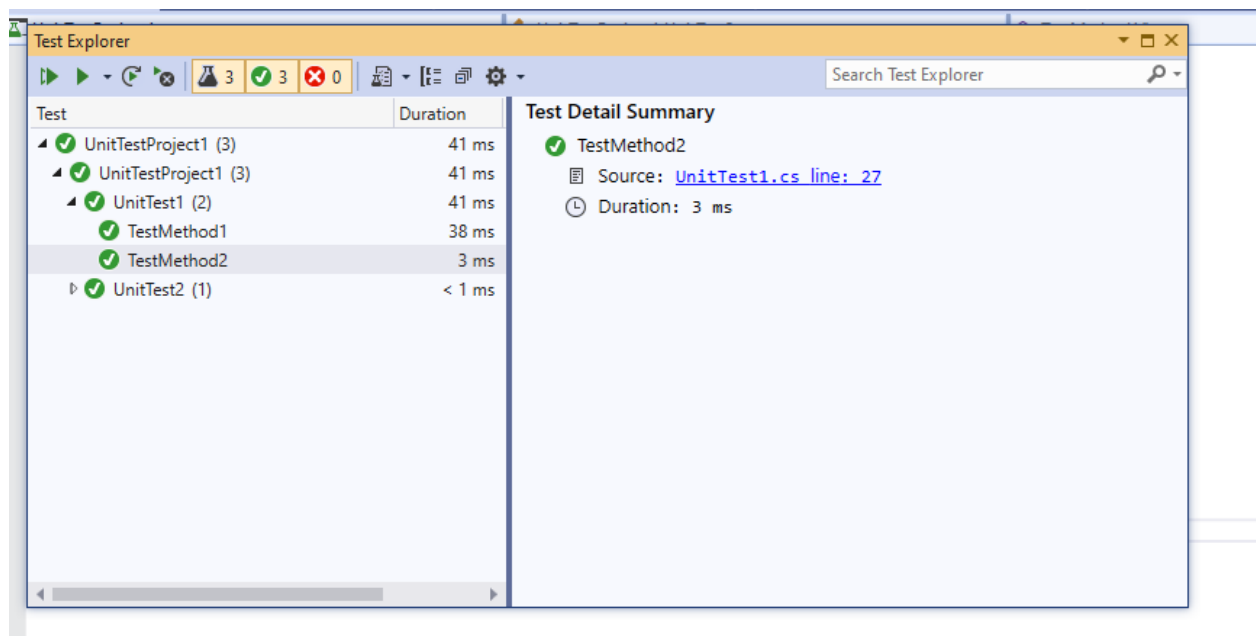 Test Explorer
3 3 0
Search Test Explorer
Test Duration
UnitTestProject1 (3) 41 ms
UnitTestProject1 (3) 41 ms
UnitTest1 (2) 41 ms
TestMethod1 38 ms
TestMethod2 3 ms
UnitTest2 (1) < 1 ms
Test Detail Summary
TestMethod2
Source: UnitTest1.cs line: 27
Duration: 3 ms